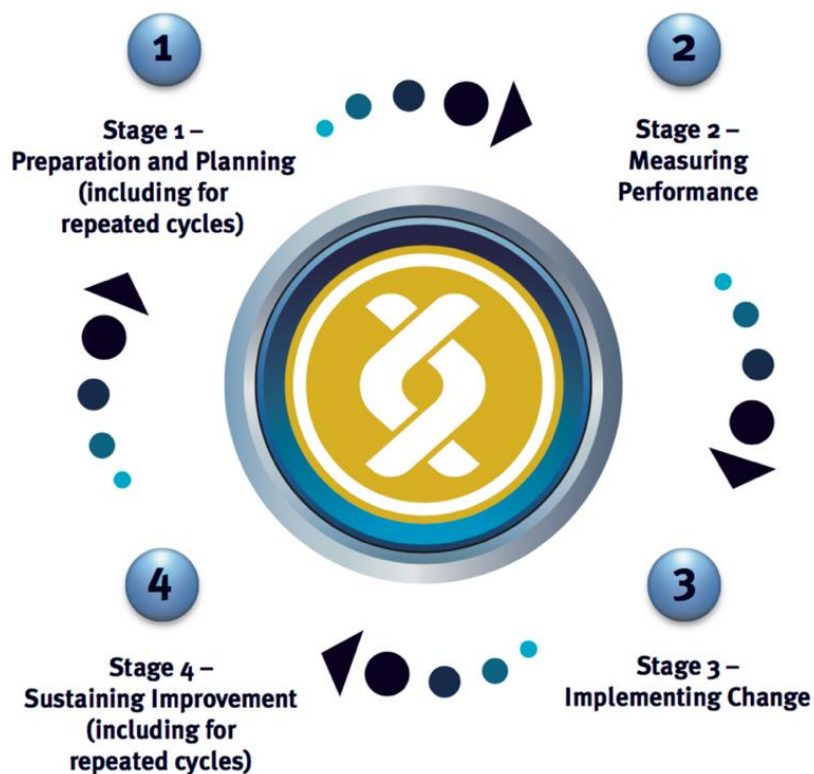 1
Stage 1 –
Preparation and Planning
(including for
repeated cycles)
2
Stage 2 –
Measuring
Performance
3
Stage 3 –
Implementing Change
4
Stage 4 –
Sustaining Improvement
(including for
repeated cycles)